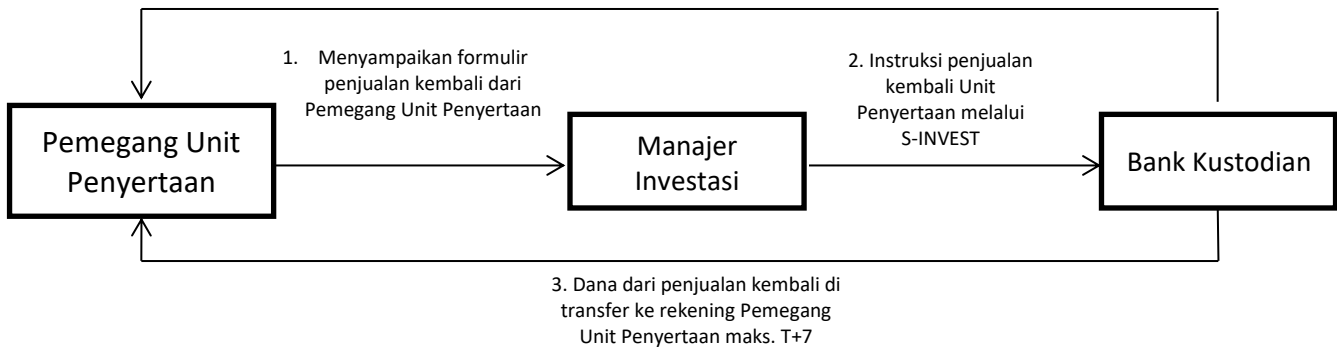 1. Menyampaikan formulir
penjualan kembali dari
Pemegang Unit Penyertaan
2. Instruksi penjualan
kembali Unit
Penyertaan melalui
S-INVEST
Pemegang Unit
Penyertaan
Manajer
Investasi
Bank Kustodian
3. Dana dari penjualan kembali di
transfer ke rekening Pemegang
Unit Penyertaan maks. T+7